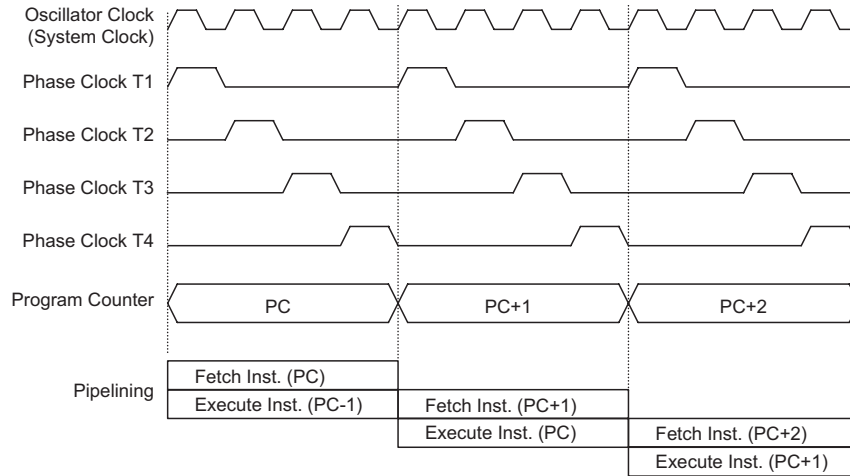 Oscillator Clock
(System Clock)
Phase Clock T1
Phase Clock T2
Phase Clock T3
Phase Clock T4
Program Counter
PC
PC+1
PC+2
Pipelining
Fetch Inst. (PC)
Execute Inst. (PC-1)
Fetch Inst. (PC+1)
Execute Inst. (PC)
Fetch Inst. (PC+2)
Execute Inst. (PC+1)